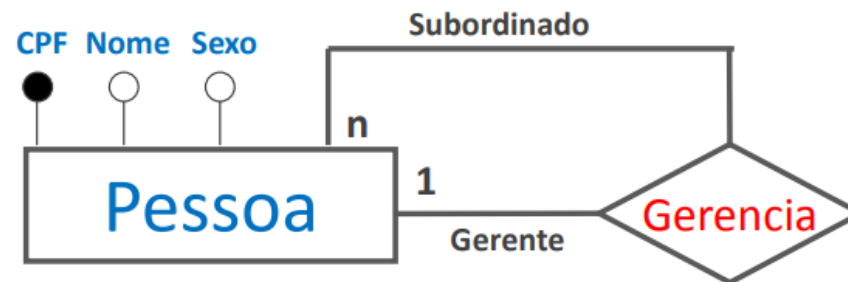 Subordinado
CPF Nome Sexo
n
1
Pessoa
Gerencia
Gerente